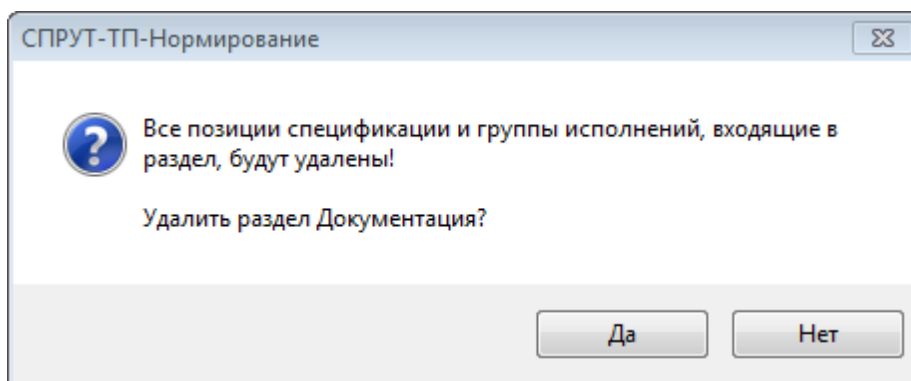 СПРУТ-ТП-Нормирование
Все позиции спецификации и группы исполнений, входящие в
раздел, будут удалены!
Удалить раздел Документация?
Да
Нет